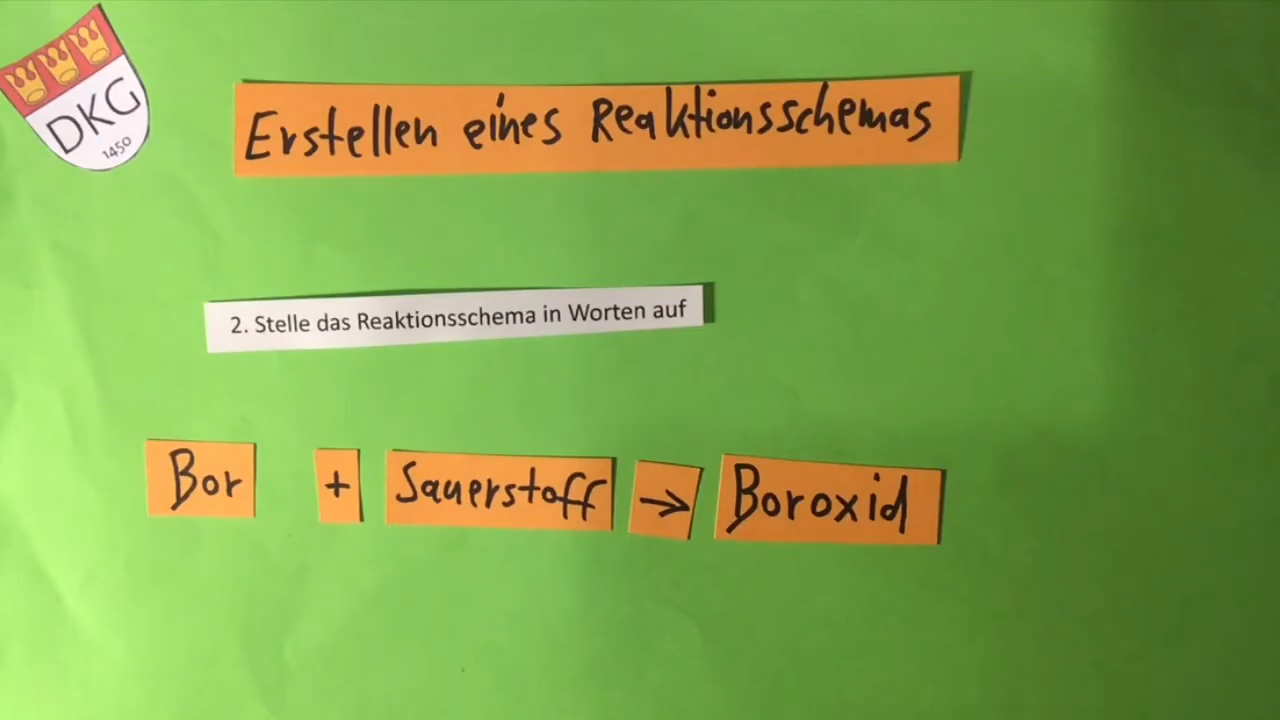 DKG
1450
Erstellen eines Reaktionsschemas
2. Stelle das Reaktionsschema in Worten auf
Bor + Sauerstoff → Boroxid